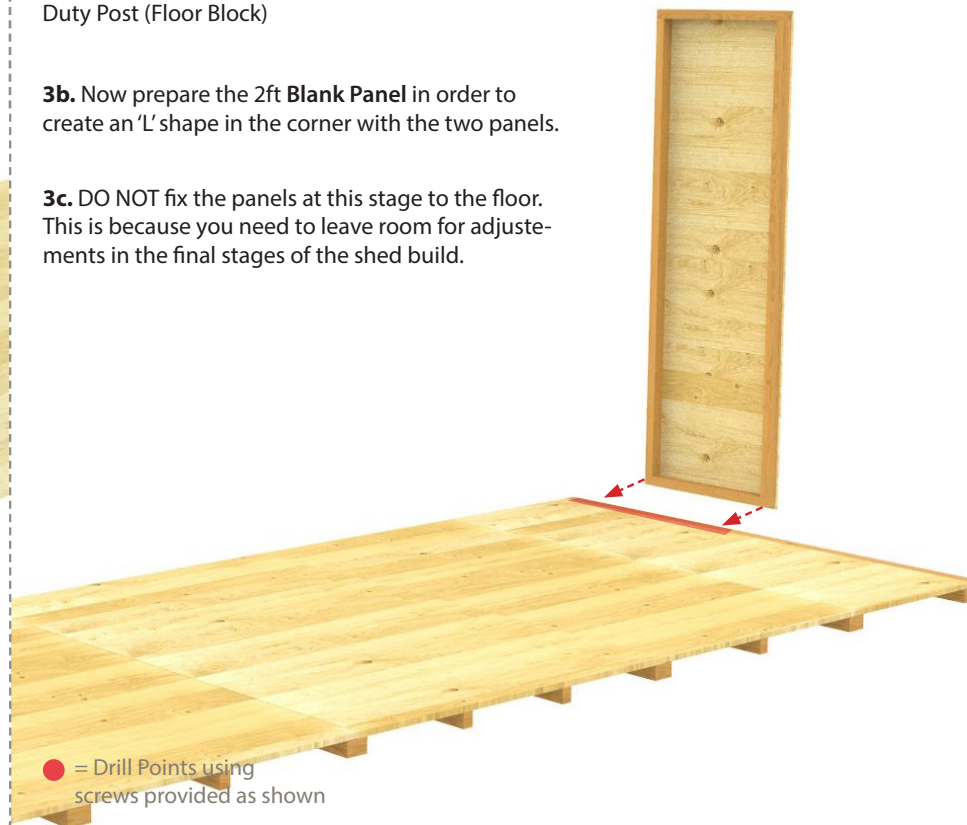 Duty Post (Floor Block)
3b. Now prepare the 2ft Blank Panel in order to
create an 'L' shape in the corner with the two panels.
3c. DO NOT fix the panels at this stage to the floor.
This is because you need to leave room for adjuste-
ments in the final stages of the shed build.
= Drill Points using
screws provided as shown